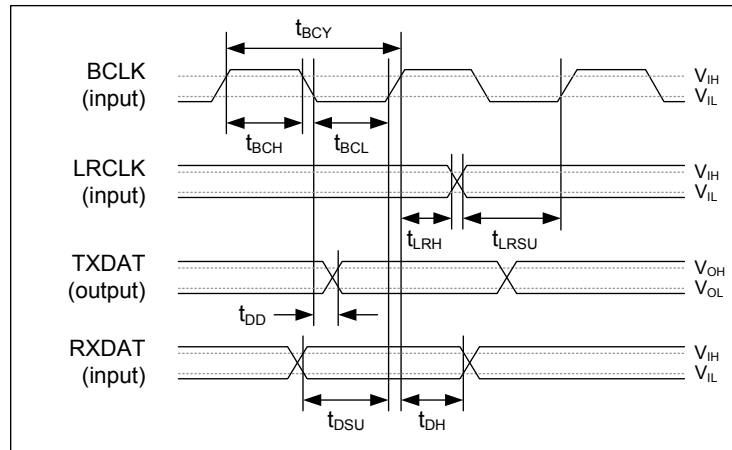 tBCY
BCLK
(input)
VIH
VIL
tBCH
tBCL
LRCLK
(input)
VIH
VIL
tLRH
tLRSU
TXDAT
(output)
VOH
VOL
tDD
RXDAT
(input)
VIH
VIL
tDSU
tDH